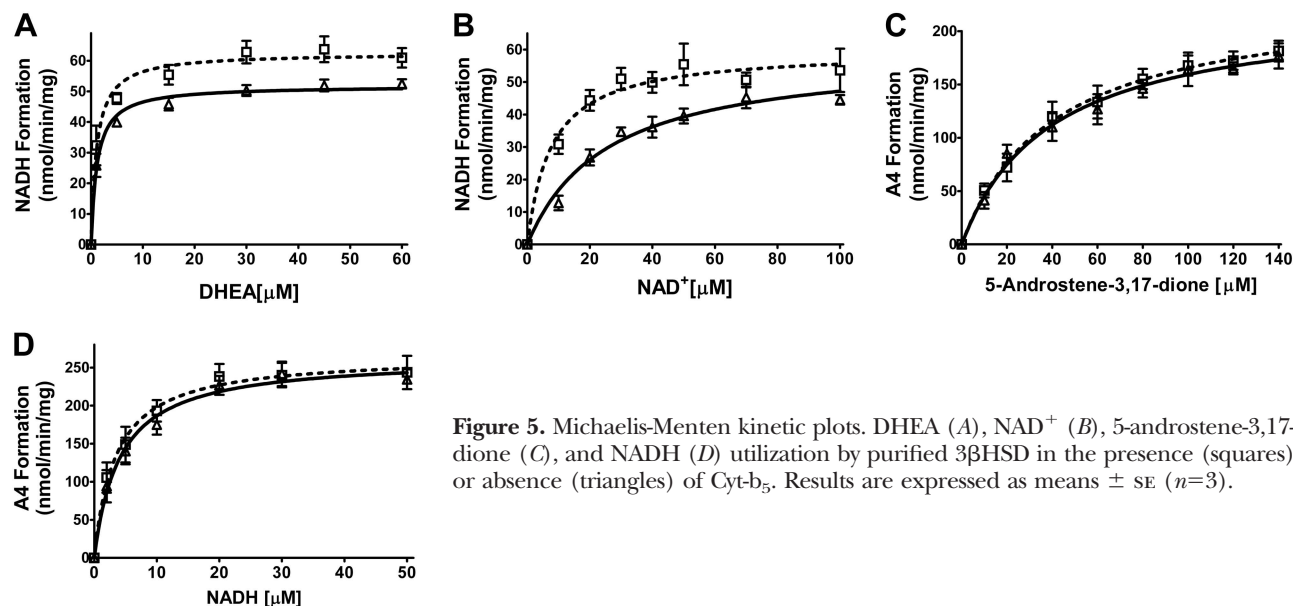 A
NADH Formation
(nmol/min/mg)
60
50
40
30
20
10
0
0 10 20 30 40 50 60
DHEA[μM]
B
NADH Formation
(nmol/min/mg)
60
50
40
30
20
10
0
0 20 40 60 80 100
NAD⁺[μM]
C
A4 Formation
(nmol/min/mg)
200
150
100
50
0
0 20 40 60 80 100 120 140
5-Androstene-3,17-dione [μM]
D
A4 Formation
(nmol/min/mg)
250
200
150
100
50
0
0 10 20 30 40 50
NADH [μM]
Figure 5. Michaelis-Menten kinetic plots. DHEA (A), NAD⁺ (B), 5-androstene-3,17-
dione (C), and NADH (D) utilization by purified 3βHSD in the presence (squares)
or absence (triangles) of Cyt-b₅. Results are expressed as means ± SE (n=3).